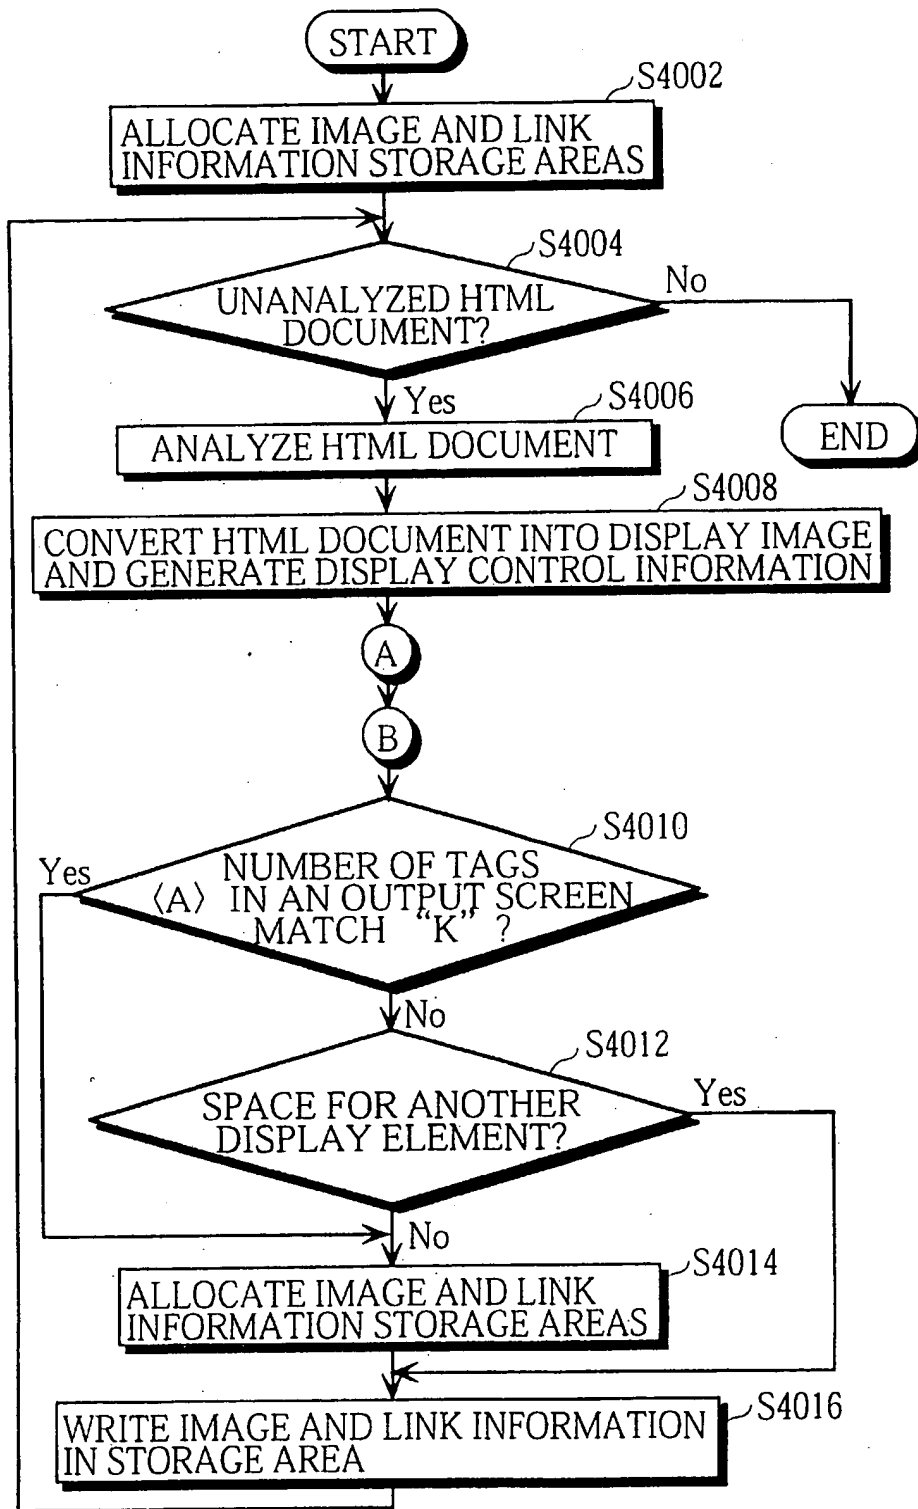 START
S4002
ALLOCATE IMAGE AND LINK
INFORMATION STORAGE AREAS
S4004
UNANALYZED HTML
DOCUMENT?
No
Yes
S4006
ANALYZE HTML DOCUMENT
END
S4008
CONVERT HTML DOCUMENT INTO DISPLAY IMAGE
AND GENERATE DISPLAY CONTROL INFORMATION
A
B
S4010
Yes
NUMBER OF TAGS
〈A〉 IN AN OUTPUT SCREEN
MATCH “K” ?
No
S4012
SPACE FOR ANOTHER
DISPLAY ELEMENT?
Yes
No
S4014
ALLOCATE IMAGE AND LINK
INFORMATION STORAGE AREAS
S4016
WRITE IMAGE AND LINK INFORMATION
IN STORAGE AREA